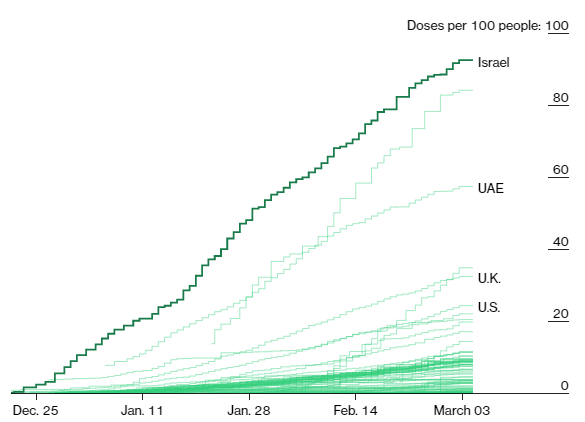 Doses per 100 people: 100
Israel
80
60
UAE
40
U.K.
U.S.
20
0
Dec. 25 Jan. 11 Jan. 28 Feb. 14 March 03